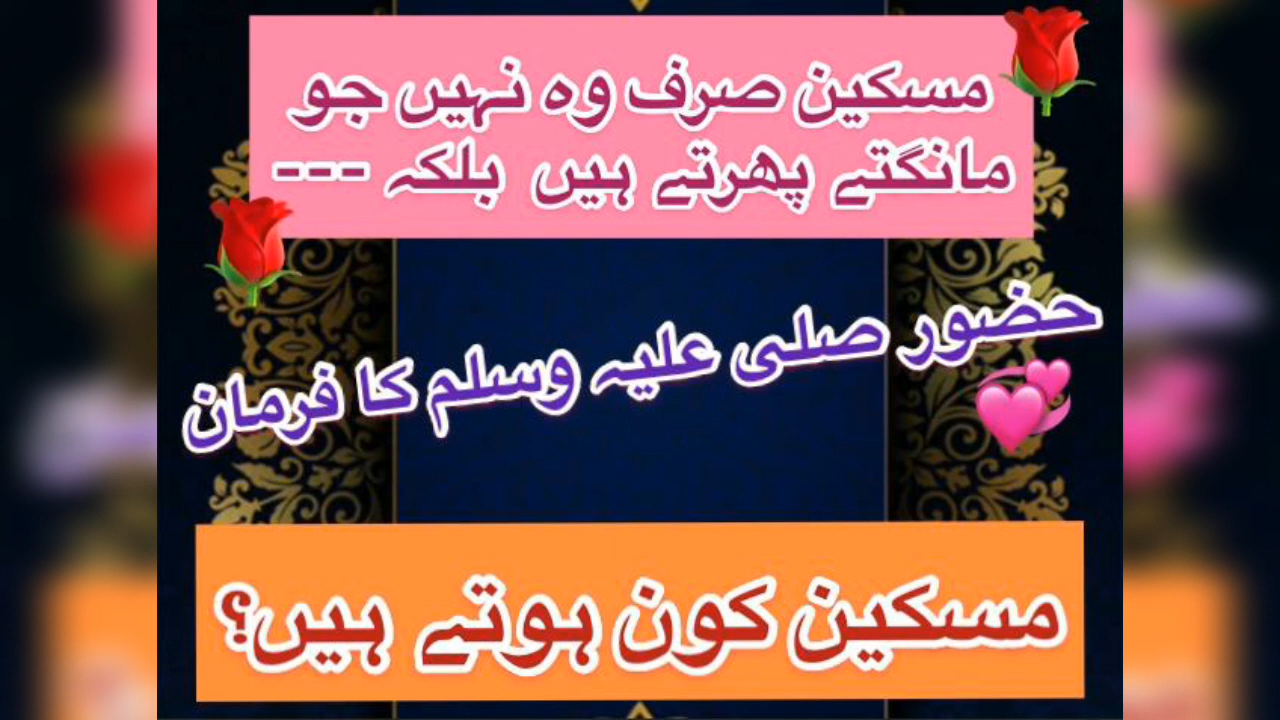 مسکین صرف وہ نہیں جو
مانگتے پھرتے ہیں بلکہ ---
حضور صلی علیہ وسلم کا فرمان
مسکین کون ہوتے ہیں؟